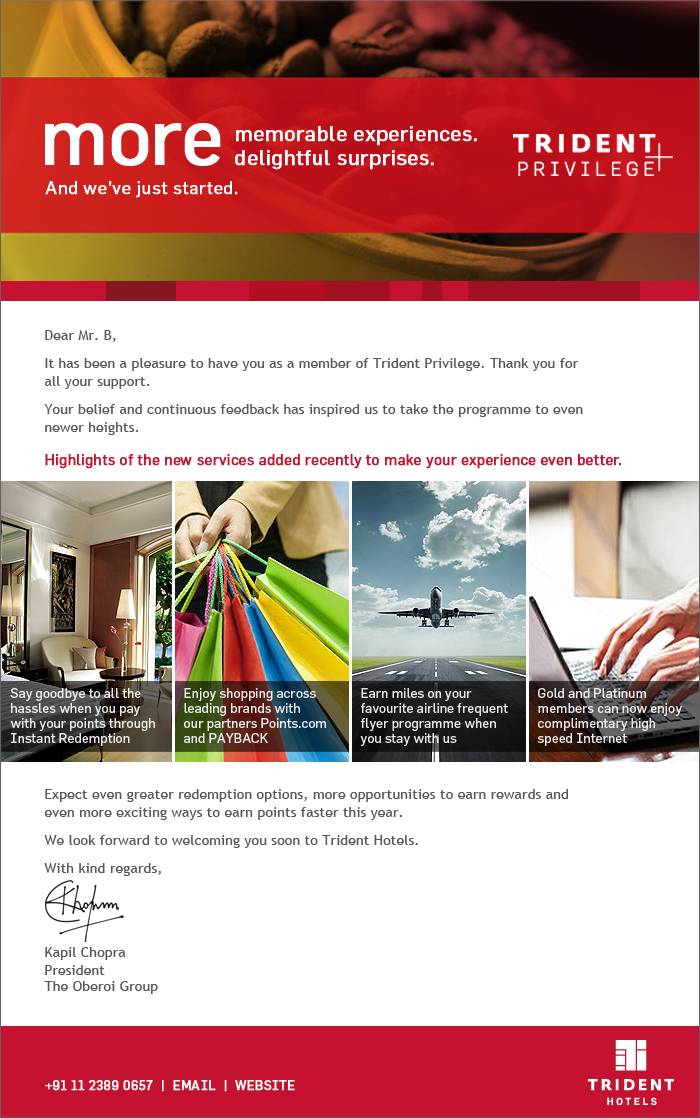 more memorable experiences.
delightful surprises.
And we've just started.
TRIDENT
PRIVILEGE
Dear Mr. B,
It has been a pleasure to have you as a member of Trident Privilege. Thank you for
all your support.
Your belief and continuous feedback has inspired us to take the programme to even
newer heights.
Highlights of the new services added recently to make your experience even better.
Say goodbye to all the
hassles when you pay
with your points through
Instant Redemption
Enjoy shopping across
leading brands with
our partners Points.com
and PAYBACK
Earn miles on your
favourite airline frequent
flyer programme when
you stay with us
Gold and Platinum
members can now enjoy
complimentary high
speed Internet
Expect even greater redemption options, more opportunities to earn rewards and
even more exciting ways to earn points faster this year.
We look forward to welcoming you soon to Trident Hotels.
With kind regards,
KChopra
Kapil Chopra
President
The Oberoi Group
+91 11 2389 0657 | EMAIL | WEBSITE
TRIDENT
HOTELS